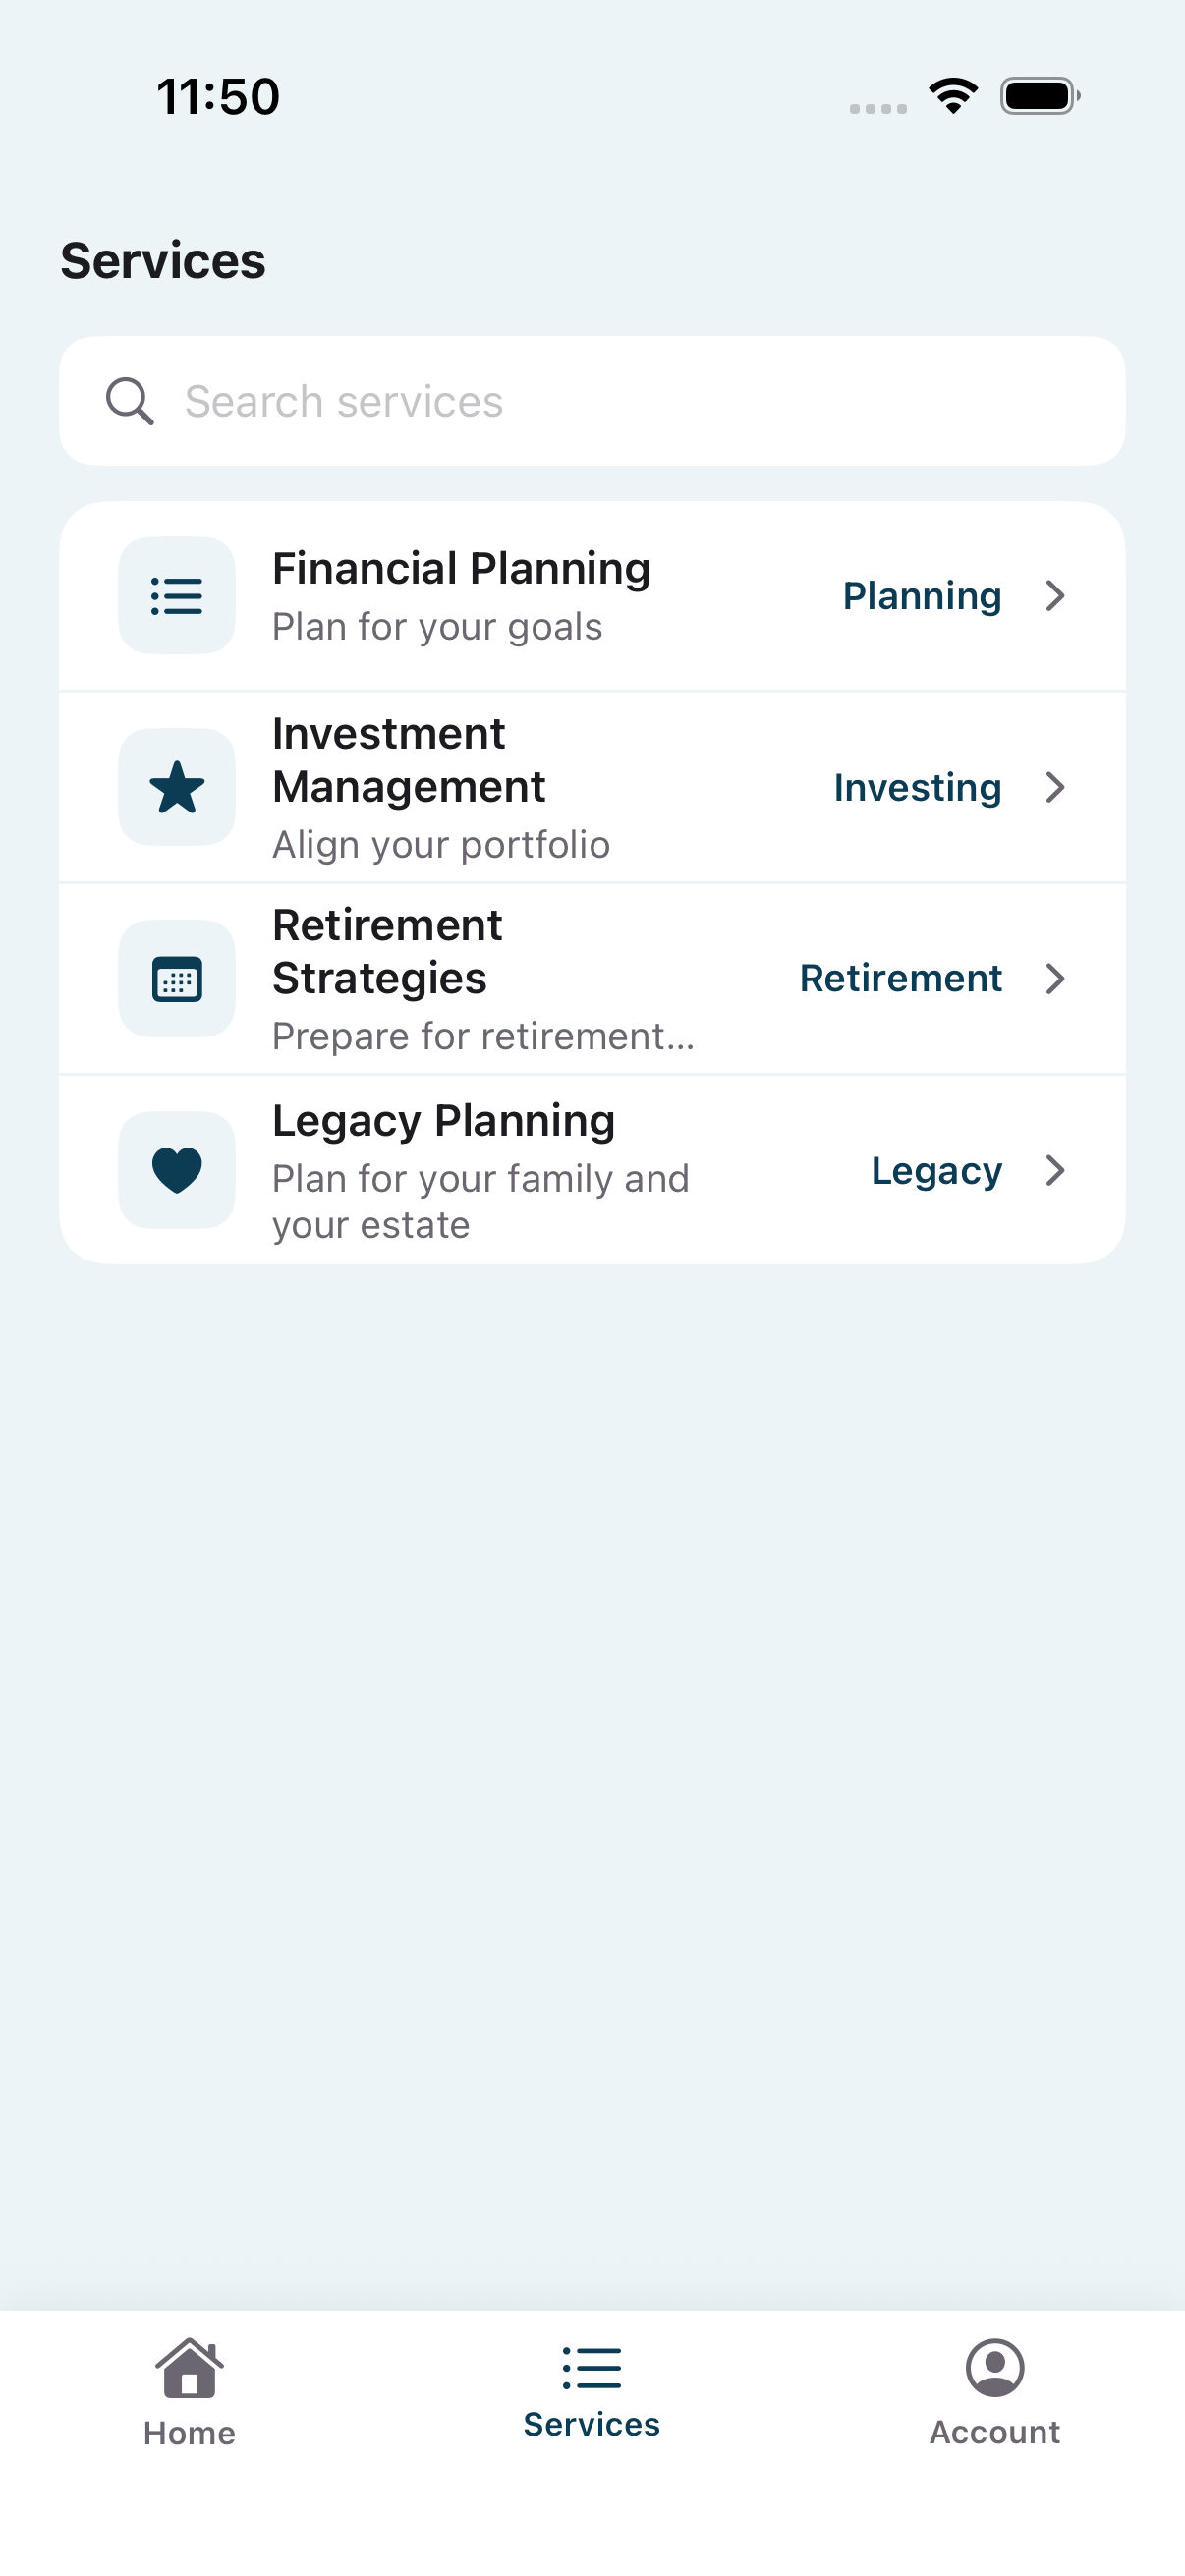 11:50
Services
Search services
Financial Planning
Plan for your goals
Planning
Investment
Management
Align your portfolio
Investing
Retirement
Strategies
Prepare for retirement...
Retirement
Legacy Planning
Plan for your family and
your estate
Legacy
Home
Services
Account